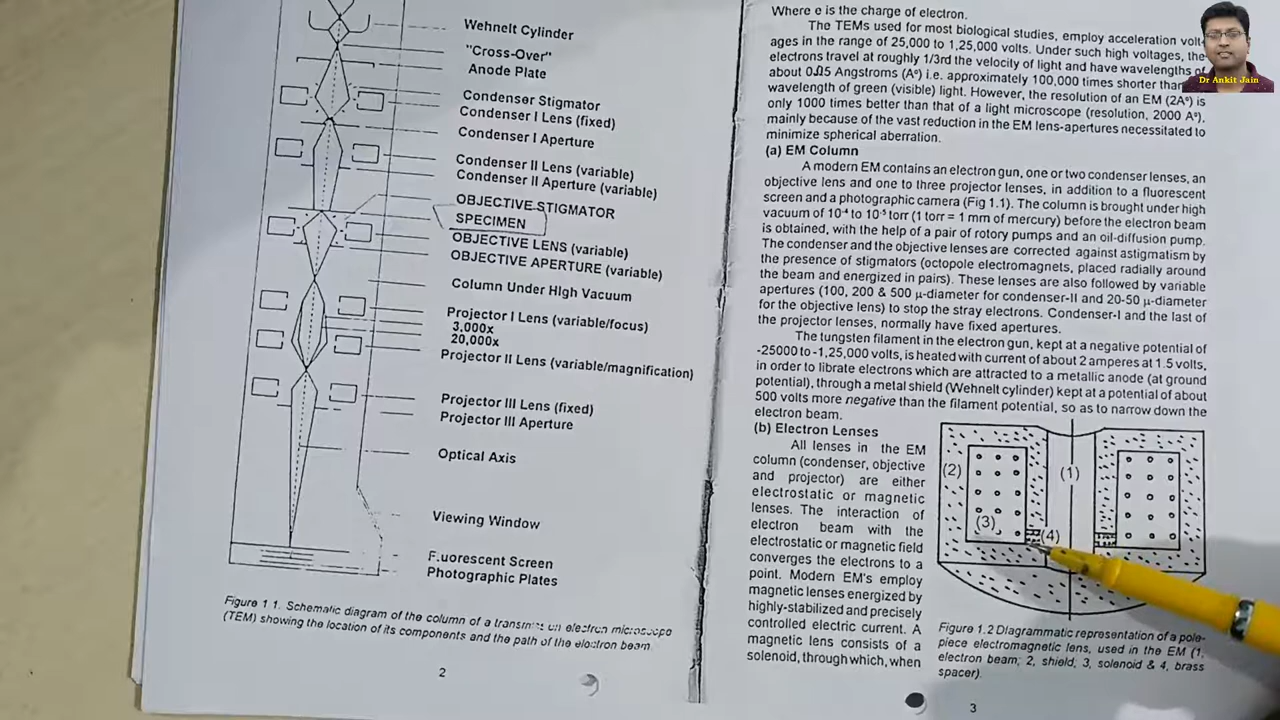 Wehnelt Cylinder
"Cross-Over"
Anode Plate
Condenser Stigmator
Condenser I Lens (fixed)
Condenser I Aperture
Condenser II Lens (variable)
Condenser II Aperture (variable)
OBJECTIVE STIGMATOR
SPECIMEN
OBJECTIVE LENS (variable)
OBJECTIVE APERTURE (variable)
Column Under High Vacuum
Projector I Lens (variable/focus)
3,000x
20,000x
Projector II Lens (variable/magnification)
Projector III Lens (fixed)
Projector III Aperture
Optical Axis
Viewing Window
Fluorescent Screen
Photographic Plates
Figure 1.1. Schematic diagram of the column of a transmission electron microscope
(TEM) showing the location of its components and the path of the electron beam.
2
Where e is the charge of electron.
The TEMs used for most biological studies, employ acceleration volt-
ages in the range of 25,000 to 1,25,000 volts. Under such high voltages, the
electrons travel at roughly 1/3rd the velocity of light and have wavelengths of
about 0.05 Angstroms (A°) i.e. approximately 100,000 times shorter than
wavelength of green (visible) light. However, the resolution of an EM (2A°) is
only 1000 times better than that of a light microscope (resolution, 2000 A°),
mainly because of the vast reduction in the EM lens-apertures necessitated to
minimize spherical aberration.
(a) EM Column
A modern EM contains an electron gun, one or two condenser lenses, an
objective lens and one to three projector lenses, in addition to a fluorescent
screen and a photographic camera (Fig 1.1). The column is brought under high
vacuum of 10⁻⁴ to 10⁻⁵ torr (1 torr = 1 mm of mercury) before the electron beam
is obtained, with the help of a pair of rotory pumps and an oil-diffusion pump.
The condenser and the objective lenses are corrected against astigmatism by
the presence of stigmators (octopole electromagnets, placed radially around
the beam and energized in pairs). These lenses are also followed by variable
apertures (100, 200 & 500 µ-diameter for condenser-II and 20-50 µ-diameter
for the objective lens) to stop the stray electrons. Condenser-I and the last of
the projector lenses, normally have fixed apertures.
The tungsten filament in the electron gun, kept at a negative potential of
-25000 to -1,25,000 volts, is heated with current of about 2 amperes at 1.5 volts,
in order to librate electrons which are attracted to a metallic anode (at ground
potential), through a metal shield (Wehnelt cylinder) kept at a potential of about
500 volts more negative than the filament potential, so as to narrow down the
electron beam.
(b) Electron Lenses
All lenses in the EM
column (condenser, objective
and projector) are either
electrostatic or magnetic
lenses. The interaction of
electron beam with the
electrostatic or magnetic field
converges the electrons to a
point. Modern EM's employ
magnetic lenses energized by
highly-stabilized and precisely
controlled electric current. A
magnetic lens consists of a
solenoid, through which, when
(1)
(2)
(3)
(4)
Figure 1.2 Diagrammatic representation of a pole-
piece electromagnetic lens, used in the EM (1,
electron beam; 2, shield; 3, solenoid & 4, brass
spacer).
3
Dr Ankit Jain